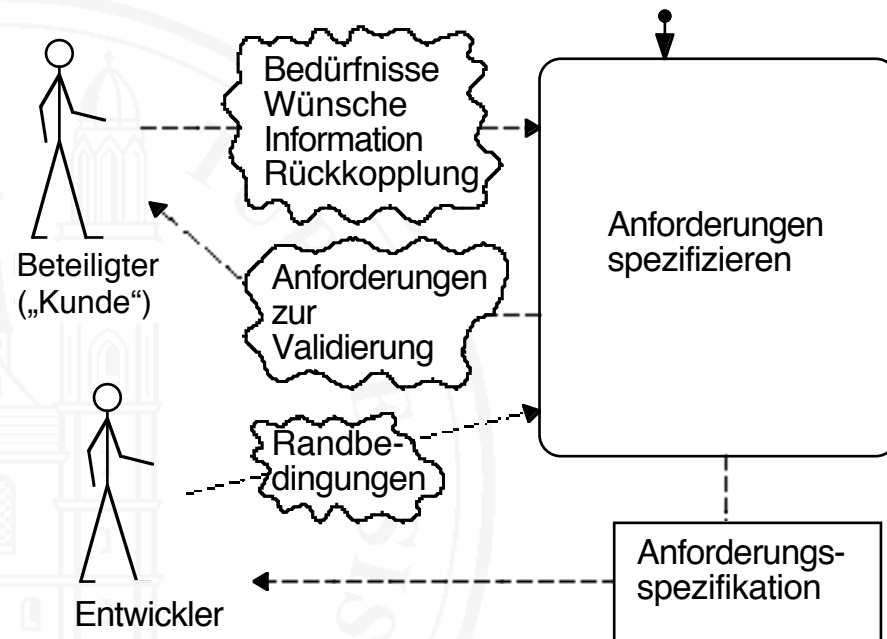 Bedürfnisse
Wünsche
Information
Rückkopplung
Beteiligter
(„Kunde“)
Anforderungen
zur
Validierung
Anforderungen
spezifizieren
Randbe-
dingungen
Entwickler
Anforderungs-
spezifikation